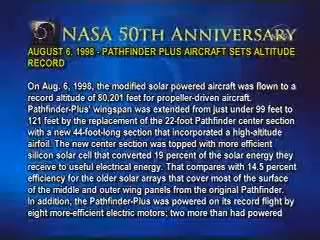 NASA 50TH ANNIVERSARY
AUGUST 6, 1998 - PATHFINDER PLUS AIRCRAFT SETS ALTITUDE
RECORD
On Aug. 6, 1998, the modified solar powered aircraft was flown to a
record altitude of 80,201 feet for propeller-driven aircraft.
Pathfinder-Plus' wingspan was extended from just under 99 feet to
121 feet by the replacement of the 22-foot Pathfinder center section
with a new 44-foot-long section that incorporated a high-altitude
airfoil. The new center section was topped with more efficient
silicon solar cell that converted 19 percent of the solar energy they
receive to useful electrical energy. That compares with 14.5 percent
efficiency for the older solar arrays that cover most of the surface
of the middle and outer wing panels from the original Pathfinder.
In addition, the Pathfinder-Plus was powered on its record flight by
eight more-efficient electric motors; two more than had powered